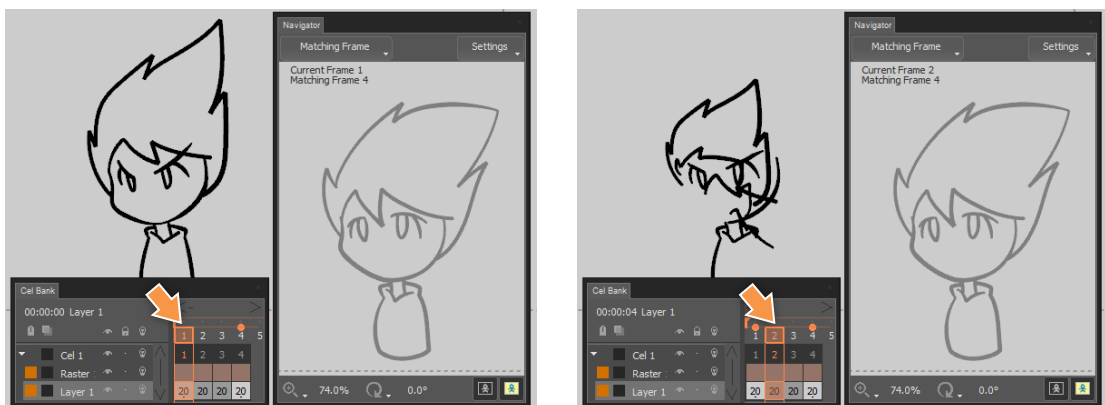 Navigator
Matching Frame
Settings
Current Frame 1
Matching Frame 4
Cel Bank
00:00:00 Layer 1
1 2 3 4 5
Cel 1
1 2 3 4
Raster
Layer 1
20 20 20 20
74.0%
0.0°
Navigator
Matching Frame
Settings
Current Frame 2
Matching Frame 4
Cel Bank
00:00:04 Layer 1
1 2 3 4 5
Cel 1
1 2 3 4
Raster
Layer 1
20 20 20 20
74.0%
0.0°